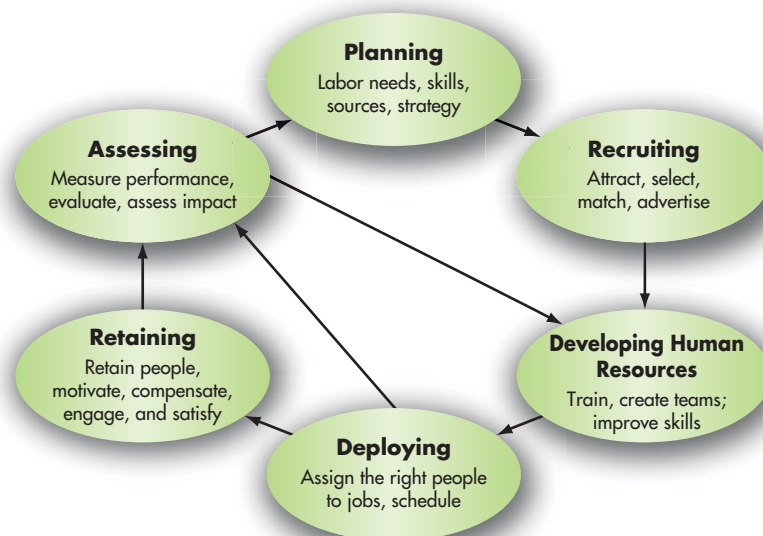 Planning
Labor needs, skills,
sources, strategy
Assessing
Measure performance,
evaluate, assess impact
Recruiting
Attract, select,
match, advertise
Retaining
Retain people,
motivate, compensate,
engage, and satisfy
Developing Human
Resources
Train, create teams;
improve skills
Deploying
Assign the right people
to jobs, schedule